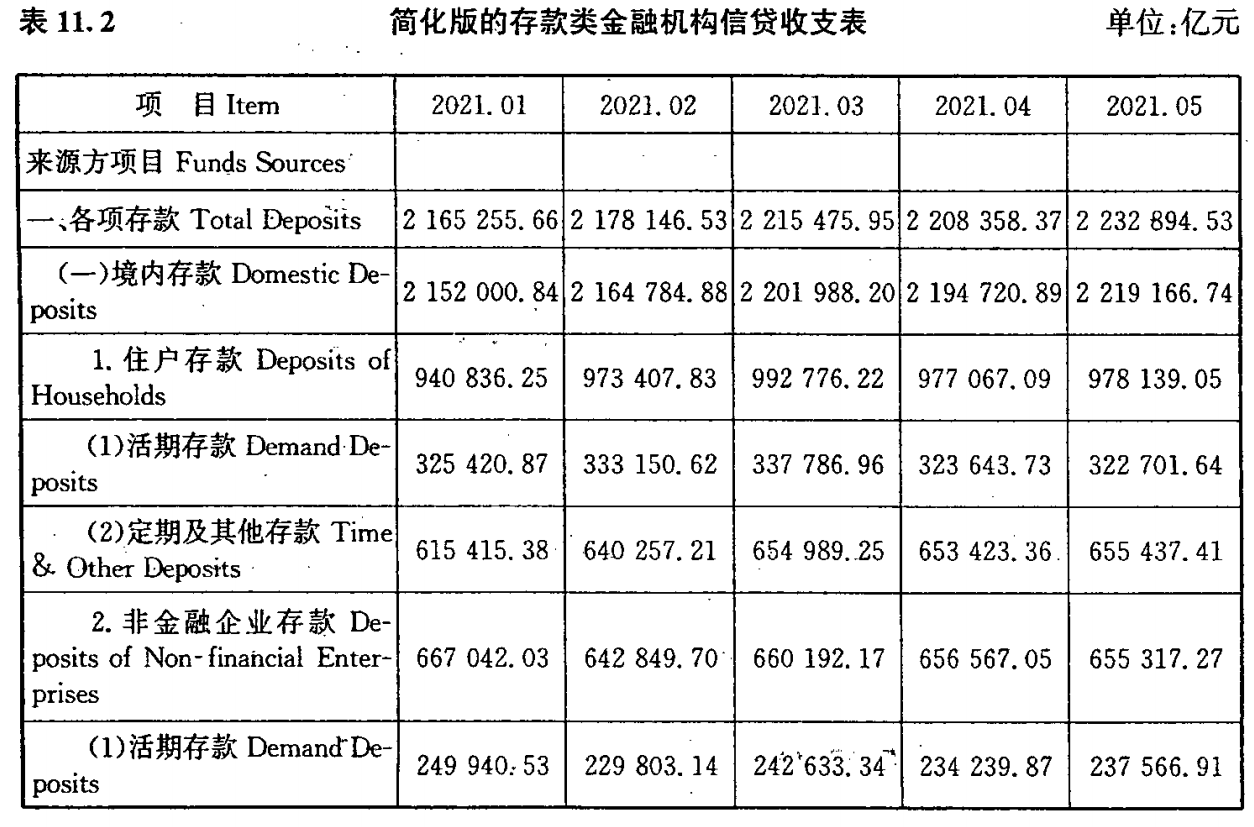 表 11.2 简化版的存款类金融机构信贷收支表 单位:亿元
项 目 Item 2021.01 2021.02 2021.03 2021.04 2021.05
来源方项目 Funds Sources
一、各项存款 Total Deposits 2 165 255.66 2 178 146.53 2 215 475.95 2 208 358.37 2 232 894.53
(一)境内存款 Domestic De-
posits 2 152 000.84 2 164 784.88 2 201 988.20 2 194 720.89 2 219 166.74
1. 住户存款 Deposits of
Households 940 836.25 973 407.83 992 776.22 977 067.09 978 139.05
(1)活期存款 Demand De-
posits 325 420.87 333 150.62 337 786.96 323 643.73 322 701.64
(2)定期及其他存款 Time
& Other Deposits 615 415.38 640 257.21 654 989.25 653 423.36 655 437.41
2. 非金融企业存款 De-
posits of Non-financial Enter-
prises 667 042.03 642 849.70 660 192.17 656 567.05 655 317.27
(1)活期存款 Demand De-
posits 249 940.53 229 803.14 242 633.34 234 239.87 237 566.91